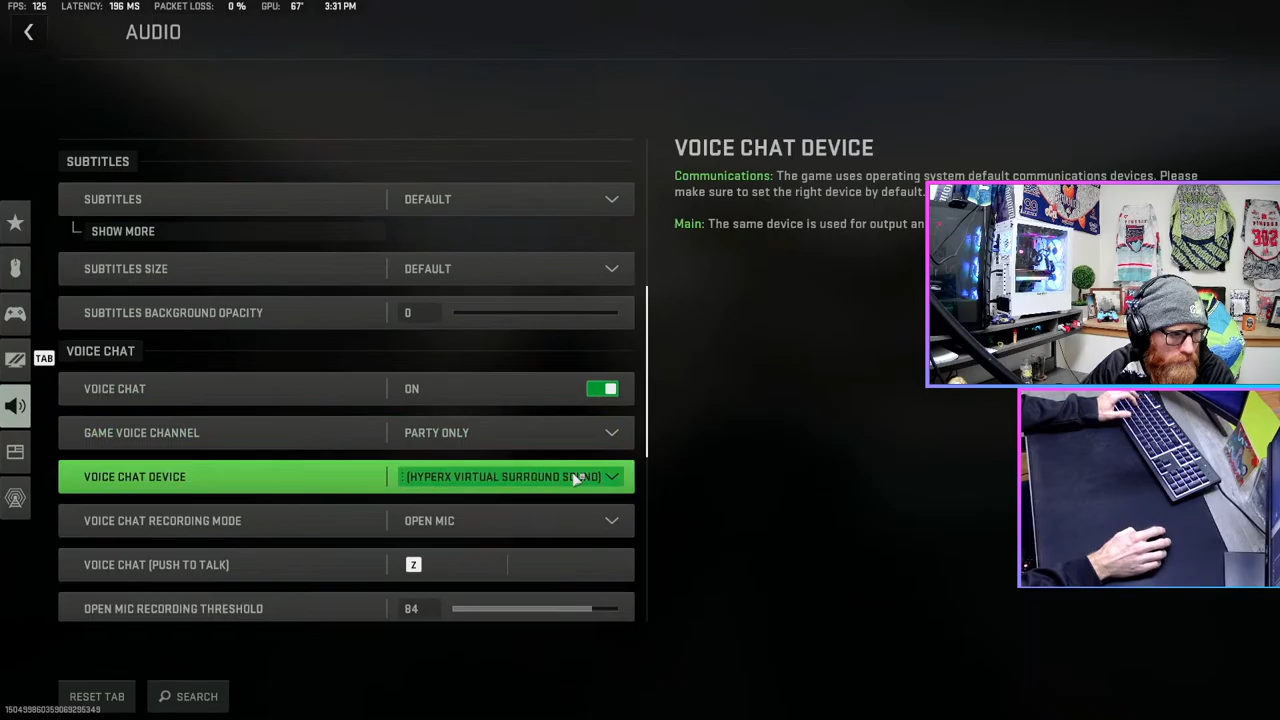 FPS: 125 LATENCY: 196 MS PACKET LOSS: 0 % GPU: 67° 3:31 PM
AUDIO
SUBTITLES
SUBTITLES DEFAULT
SHOW MORE
SUBTITLES SIZE DEFAULT
SUBTITLES BACKGROUND OPACITY 0
VOICE CHAT
TAB
VOICE CHAT ON
GAME VOICE CHANNEL PARTY ONLY
VOICE CHAT DEVICE : (HYPERX VIRTUAL SURROUND SOUND)
VOICE CHAT RECORDING MODE OPEN MIC
VOICE CHAT (PUSH TO TALK) Z
OPEN MIC RECORDING THRESHOLD 84
RESET TAB SEARCH
15049986035906929534​9
VOICE CHAT DEVICE
Communications: The game uses operating system default communications devices. Please
make sure to set the right device by default.
Main: The same device is used for output an